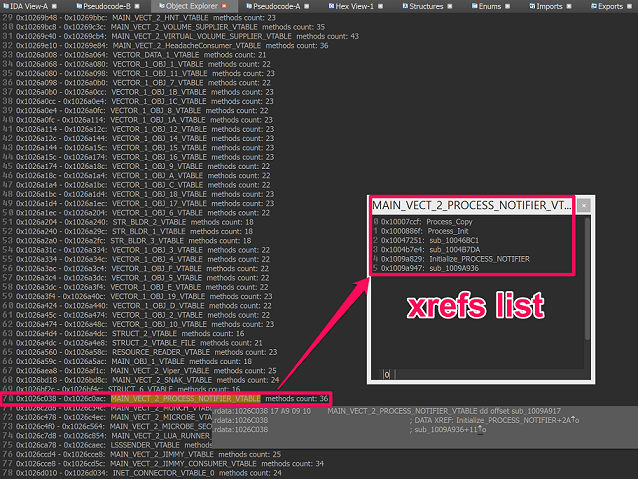 IDA View-A Pseudocode-B Object Explorer Pseudocode-A Hex View-1 Structures Enums Imports Exports
29 0x10269b48 - 0x10269bbc: MAIN_VECT_2_HNT_VTABLE methods count: 23
30 0x10269bc8 - 0x10269c3c: MAIN_VECT_2_VOLUME_SUPPLIER_VTABLE methods count: 35
31 0x10269c40 - 0x10269cb4: MAIN_VECT_2_VIRTUAL_VOLUME_SUPPLIER_VTABLE methods count: 43
32 0x10269e10 - 0x10269e84: MAIN_VECT_2_HeadacheConsumer_VTABLE methods count: 36
33 0x1026a008 - 0x1026a064: VECTOR_DATA_1_VTABLE methods count: 21
34 0x1026a068 - 0x1026a080: VECTOR_1_OBJ_1_VTABLE methods count: 22
35 0x1026a080 - 0x1026a098: VECTOR_1_OBJ_11_VTABLE methods count: 23
36 0x1026a098 - 0x1026a0b0: VECTOR_1_OBJ_7_VTABLE methods count: 22
37 0x1026a0b0 - 0x1026a0cc: VECTOR_1_OBJ_1B_VTABLE methods count: 23
38 0x1026a0cc - 0x1026a0e4: VECTOR_1_OBJ_1C_VTABLE methods count: 23
39 0x1026a0e4 - 0x1026a0fc: VECTOR_1_OBJ_8_VTABLE methods count: 22
40 0x1026a0fc - 0x1026a114: VECTOR_1_OBJ_1A_VTABLE methods count: 23
41 0x1026a114 - 0x1026a12c: VECTOR_1_OBJ_12_VTABLE methods count: 23
42 0x1026a12c - 0x1026a144: VECTOR_1_OBJ_14_VTABLE methods count: 23
43 0x1026a144 - 0x1026a15c: VECTOR_1_OBJ_15_VTABLE methods count: 23
44 0x1026a15c - 0x1026a174: VECTOR_1_OBJ_16_VTABLE methods count: 23
45 0x1026a174 - 0x1026a18c: VECTOR_1_OBJ_9_VTABLE methods count: 22
46 0x1026a18c - 0x1026a1a4: VECTOR_1_OBJ_A_VTABLE methods count: 22
47 0x1026a1a4 - 0x1026a1bc: VECTOR_1_OBJ_C_VTABLE methods count: 22
48 0x1026a1bc - 0x1026a1d4: VECTOR_1_OBJ_18_VTABLE methods count: 23
49 0x1026a1d4 - 0x1026a1ec: VECTOR_1_OBJ_17_VTABLE methods count: 23
50 0x1026a1ec - 0x1026a204: VECTOR_1_OBJ_6_VTABLE methods count: 22
51 0x1026a204 - 0x1026a240: STR_BLDR_2_VTABLE methods count: 18
52 0x1026a240 - 0x1026a29c: STR_BLDR_1_VTABLE methods count: 18
53 0x1026a2a0 - 0x1026a2fc: STR_BLDR_3_VTABLE methods count: 18
54 0x1026a31c - 0x1026a334: VECTOR_1_OBJ_3_VTABLE methods count: 22
55 0x1026a334 - 0x1026a34c: VECTOR_1_OBJ_4_VTABLE methods count: 22
56 0x1026a3ac - 0x1026a3c4: VECTOR_1_OBJ_F_VTABLE methods count: 22
57 0x1026a3c4 - 0x1026a3dc: VECTOR_1_OBJ_5_VTABLE methods count: 22
58 0x1026a3dc - 0x1026a3f4: VECTOR_1_OBJ_E_VTABLE methods count: 22
59 0x1026a3f4 - 0x1026a40c: VECTOR_1_OBJ_19_VTABLE methods count: 23
60 0x1026a424 - 0x1026a440: VECTOR_1_OBJ_D_VTABLE methods count: 22
61 0x1026a45c - 0x1026a474: VECTOR_1_OBJ_2_VTABLE methods count: 22
62 0x1026a474 - 0x1026a48c: VECTOR_1_OBJ_10_VTABLE methods count: 23
63 0x1026a4d4 - 0x1026a4dc: STRUCT_2_VTABLE methods count: 16
64 0x1026a4dc - 0x1026a4e8: STRUCT_2_VTABLE_FILE methods count: 21
65 0x1026a560 - 0x1026a58c: RESOURCE_READER_VTABLE methods count: 23
66 0x1026a59c - 0x1026a5ac: MAIN_OBJ_1_VTABLE methods count: 18
67 0x1026aea8 - 0x1026af1c: MAIN_VECT_2_Viper_VTABLE methods count: 25
68 0x1026bd18 - 0x1026bd8c: MAIN_VECT_2_SNAK_VTABLE methods count: 24
69 0x1026bf2c - 0x1026bf4c: STRUCT_6_VTABLE methods count: 16
70 0x1026c038 - 0x1026c0ac: MAIN_VECT_2_PROCESS_NOTIFIER_VTABLE methods count: 36
MAIN_VECT_2_MUNCH_VTABL
72 0x1026c478 - 0x1026c4ec: MAIN_VECT_2_MICROBE_VTA
73 0x1026c4f0 - 0x1026c564: MAIN_VECT_2_MICROBE_SEC
74 0x1026c7d8 - 0x1026c854: MAIN_VECT_2_LUA_RUNNER_
LSSSENDER_VTABLE methods count:
76 0x1026ccd4 - 0x1026cce8: MAIN_VECT_2_JIMMY_VTABLE methods count: 25
77 0x1026cce8 - 0x1026cd5c: MAIN_VECT_2_JIMMY_CONSUMER_VTABLE methods count: 34
78 0x1026d010 - 0x1026d034: INET_CONNECTOR_VTABLE_0 methods count: 24
.rdata:1026C038 17 A9 09 10 MAIN_VECT_2_PROCESS_NOTIFIER_VTABLE dd offset sub_1009A917
.rdata:1026C038 ; DATA XREF: Initialize_PROCESS_NOTIFIER+2A↑o
.rdata:1026C038 ; sub_1009A936+11↑o
MAIN_VECT_2_PROCESS_NOTIFIER_VT...
0 0x10007ccf: Process_Copy
1 0x1000886f: Process_Init
2 0x10047251: sub_10046BC1
3 0x1004b7e4: sub_1004B7DA
4 0x1009a829: Initialize_PROCESS_NOTIFIER
5 0x1009a947: sub_1009A936
xrefs list